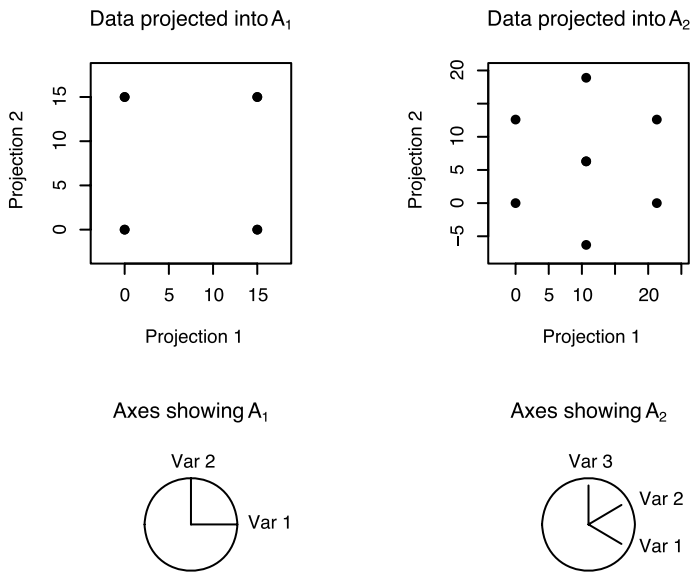 Data projected into A₁
Projection 2
15
10
5
0
0 5 10 15
Projection 1
Data projected into A₂
Projection 2
20
10
5
0
−5
0 5 10 20
Projection 1
Axes showing A₁
Var 2
Var 1
Axes showing A₂
Var 3
Var 2
Var 1